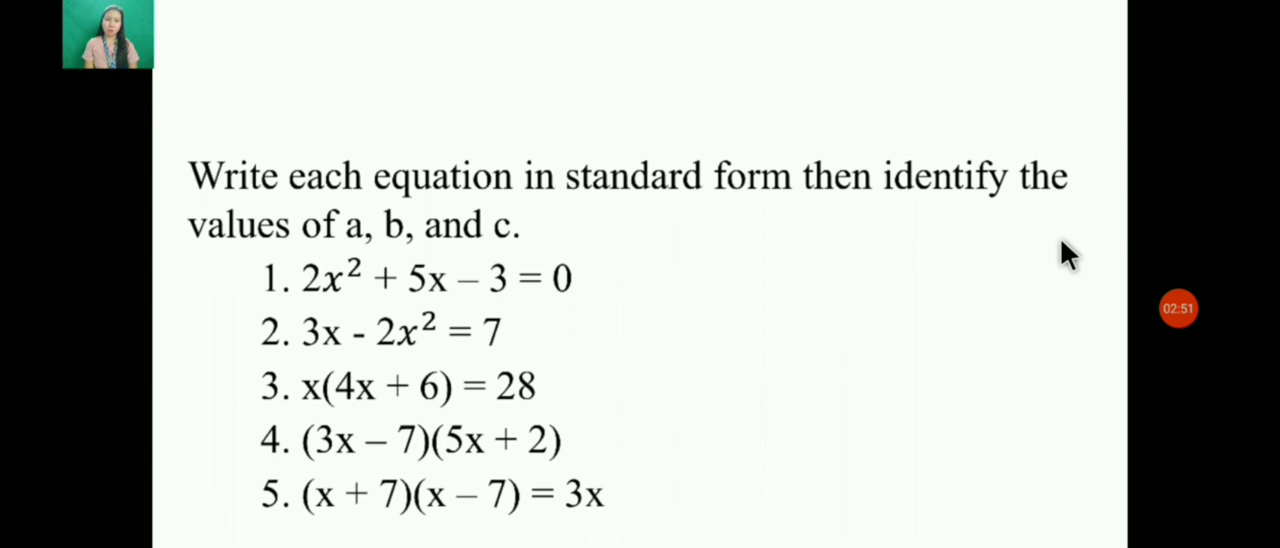 Write each equation in standard form then identify the
values of a, b, and c.
1. 2x² + 5x – 3 = 0
2. 3x - 2x² = 7
3. x(4x + 6) = 28
4. (3x – 7)(5x + 2)
5. (x + 7)(x – 7) = 3x
02:51